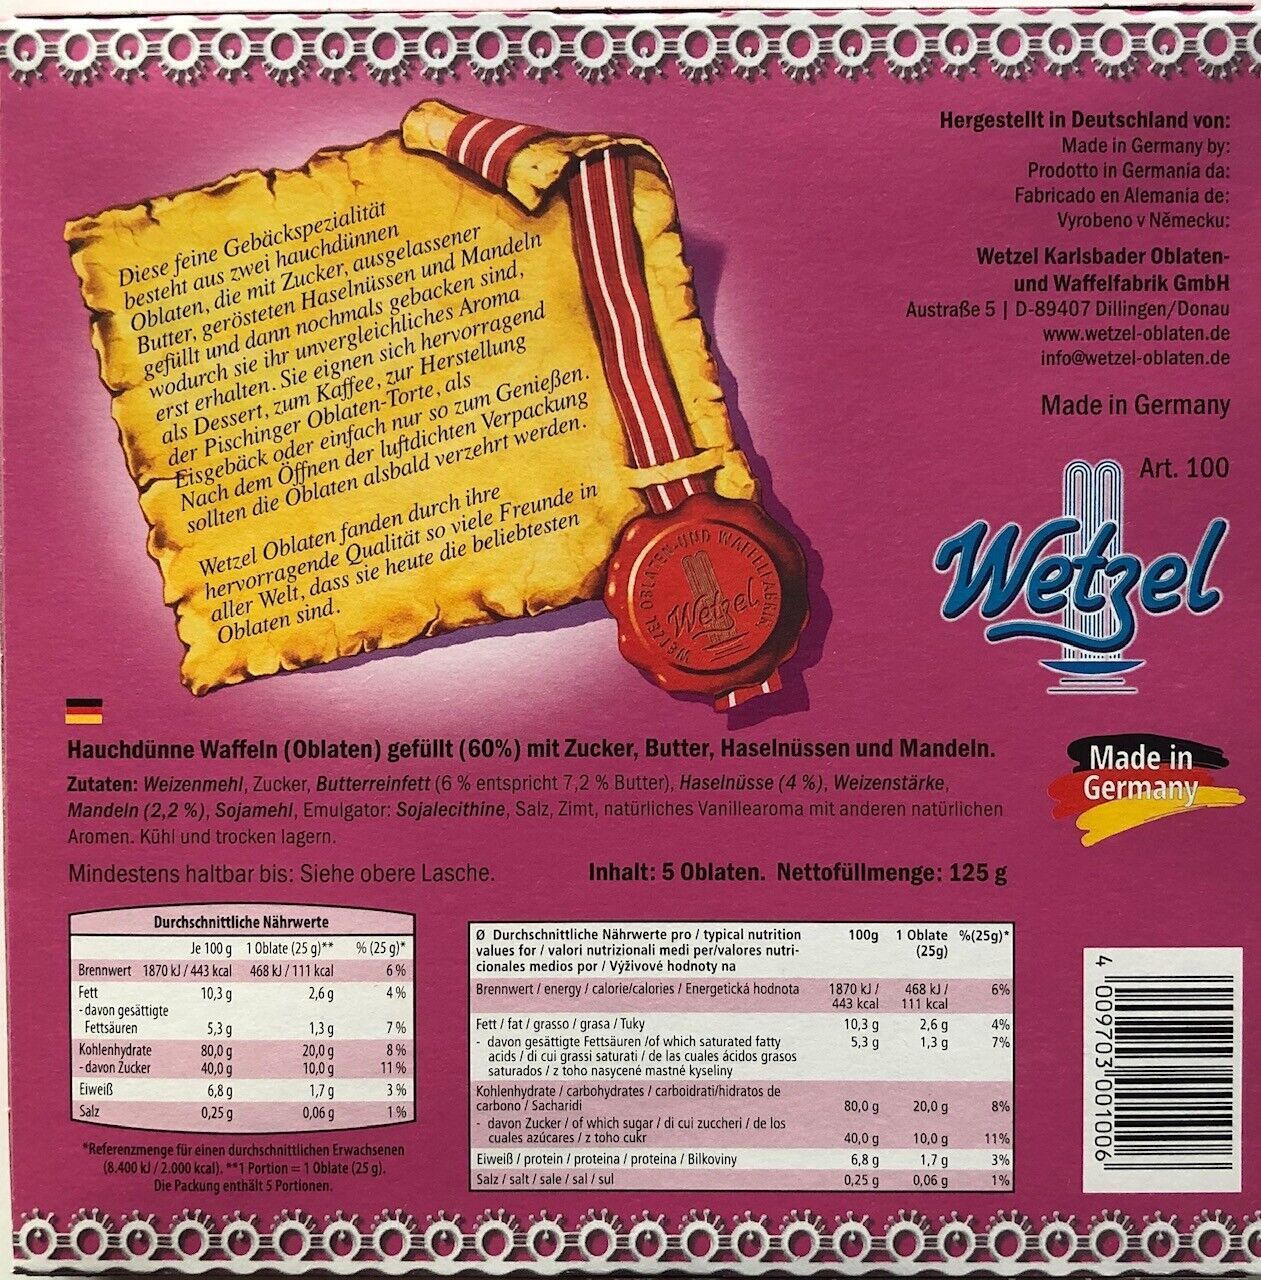 Diese feine Gebäckspezialität
besteht aus zwei hauchdünnen
Oblaten, die mit Zucker, ausgelassener
Butter, gerösteten Haselnüssen und Mandeln
gefüllt und dann nochmals gebacken sind,
wodurch sie ihr unvergleichliches Aroma
erst erhalten. Sie eignen sich hervorragend
als Dessert, zum Kaffee, zur Herstellung
der Pischinger Oblaten-Torte, als
Eisgebäck oder einfach nur so zum Genießen.
Nach dem Öffnen der luftdichten Verpackung
sollten die Oblaten alsbald verzehrt werden.
Wetzel Oblaten fanden durch ihre
hervorragende Qualität so viele Freunde in
aller Welt, dass sie heute die beliebtesten
Oblaten sind.
WETZEL OBLATEN-UND WAFFELFABRIK
Wetzel
Hergestellt in Deutschland von:
Made in Germany by:
Prodotto in Germania da:
Fabricado en Alemania de:
Vyrobeno v Německu:
Wetzel Karlsbader Oblaten-
und Waffelfabrik GmbH
Austraße 5 | D-89407 Dillingen/Donau
www.wetzel-oblaten.de
info@wetzel-oblaten.de
Made in Germany
Art. 100
Wetzel
Made in
Germany
Hauchdünne Waffeln (Oblaten) gefüllt (60%) mit Zucker, Butter, Haselnüssen und Mandeln.
Zutaten: Weizenmehl, Zucker, Butterreinfett (6 % entspricht 7,2 % Butter), Haselnüsse (4 %), Weizenstärke,
Mandeln (2,2 %), Sojamehl, Emulgator: Sojalecithine, Salz, Zimt, natürliches Vanillearoma mit anderen natürlichen
Aromen. Kühl und trocken lagern.
Mindestens haltbar bis: Siehe obere Lasche. Inhalt: 5 Oblaten. Nettofüllmenge: 125 g
Durchschnittliche Nährwerte
Je 100 g 1 Oblate (25 g)** % (25 g)*
Brennwert 1870 kJ / 443 kcal 468 kJ / 111 kcal 6 %
Fett 10,3 g 2,6 g 4 %
- davon gesättigte
Fettsäuren 5,3 g 1,3 g 7 %
Kohlenhydrate 80,0 g 20,0 g 8 %
- davon Zucker 40,0 g 10,0 g 11 %
Eiweiß 6,8 g 1,7 g 3 %
Salz 0,25 g 0,06 g 1 %
*Referenzmenge für einen durchschnittlichen Erwachsenen
(8.400 kJ / 2.000 kcal). **1 Portion = 1 Oblate (25 g).
Die Packung enthält 5 Portionen.
Ø Durchschnittliche Nährwerte pro / typical nutrition 100g 1 Oblate %(25g)*
values for / valori nutrizionali medi per/valores nutri- (25g)
cionales medios por / Výživové hodnoty na
Brennwert / energy / calorie/calories / Energetická hodnota 1870 kJ / 468 kJ / 6%
443 kcal 111 kcal
Fett / fat / grasso / grasa / Tuky 10,3 g 2,6 g 4%
- davon gesättigte Fettsäuren /of which saturated fatty 5,3 g 1,3 g 7%
acids / di cui grassi saturati / de las cuales ácidos grasos
saturados / z toho nasycené mastné kyseliny
Kohlenhydrate / carbohydrates / carboidrati/hidratos de
carbono / Sacharidi 80,0 g 20,0 g 8%
- davon Zucker / of which sugar / di cui zuccheri / de los
cuales azúcares / z toho cukr 40,0 g 10,0 g 11%
Eiweiß / protein / proteina / proteina / Bilkoviny 6,8 g 1,7 g 3%
Salz / salt / sale / sal / sul 0,25 g 0,06 g 1%
4 009703 001006